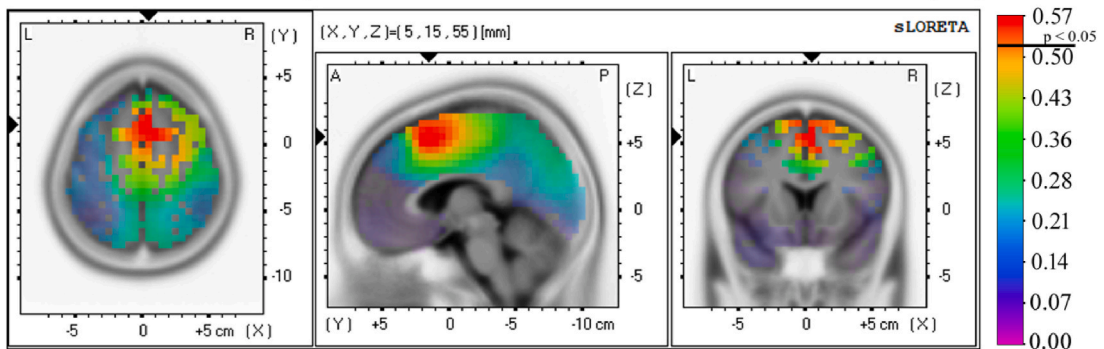 L R (Y)
+5
0
-5
-10
-5 0 +5 cm (X)
(X,Y,Z)=(5,15,55)[mm] sLORETA
A P (Z)
+5
0
-5
(Y) +5 0 -5 -10 cm
L R (Z)
+5
0
-5
-5 0 +5 cm (X)
0.57
p < 0.05
0.50
0.43
0.36
0.28
0.21
0.14
0.07
0.00